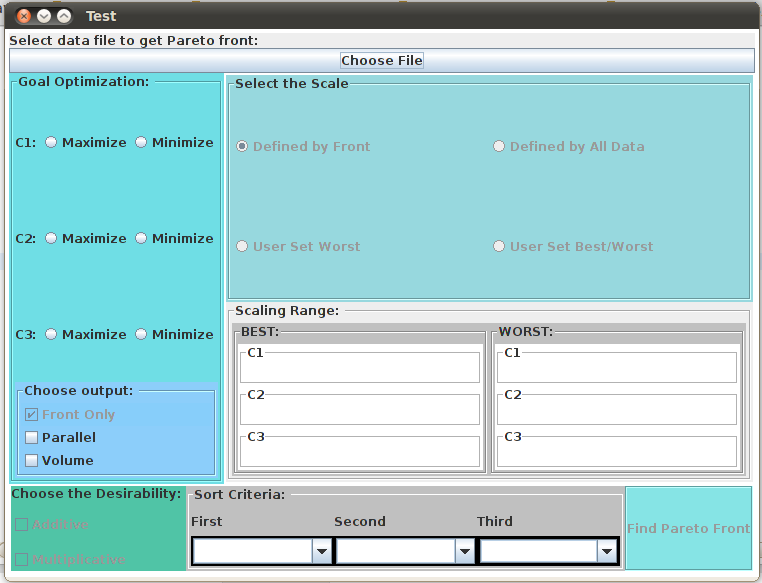 Test
Select data file to get Pareto front:
Choose File
Goal Optimization:
C1: Maximize Minimize
C2: Maximize Minimize
C3: Maximize Minimize
Choose output:
Front Only
Parallel
Volume
Select the Scale
Defined by Front Defined by All Data
User Set Worst User Set Best/Worst
Scaling Range:
BEST:
C1
C2
C3
WORST:
C1
C2
C3
Choose the Desirability:
Additive
Multiplicative
Sort Criteria:
First Second Third
Find Pareto Front